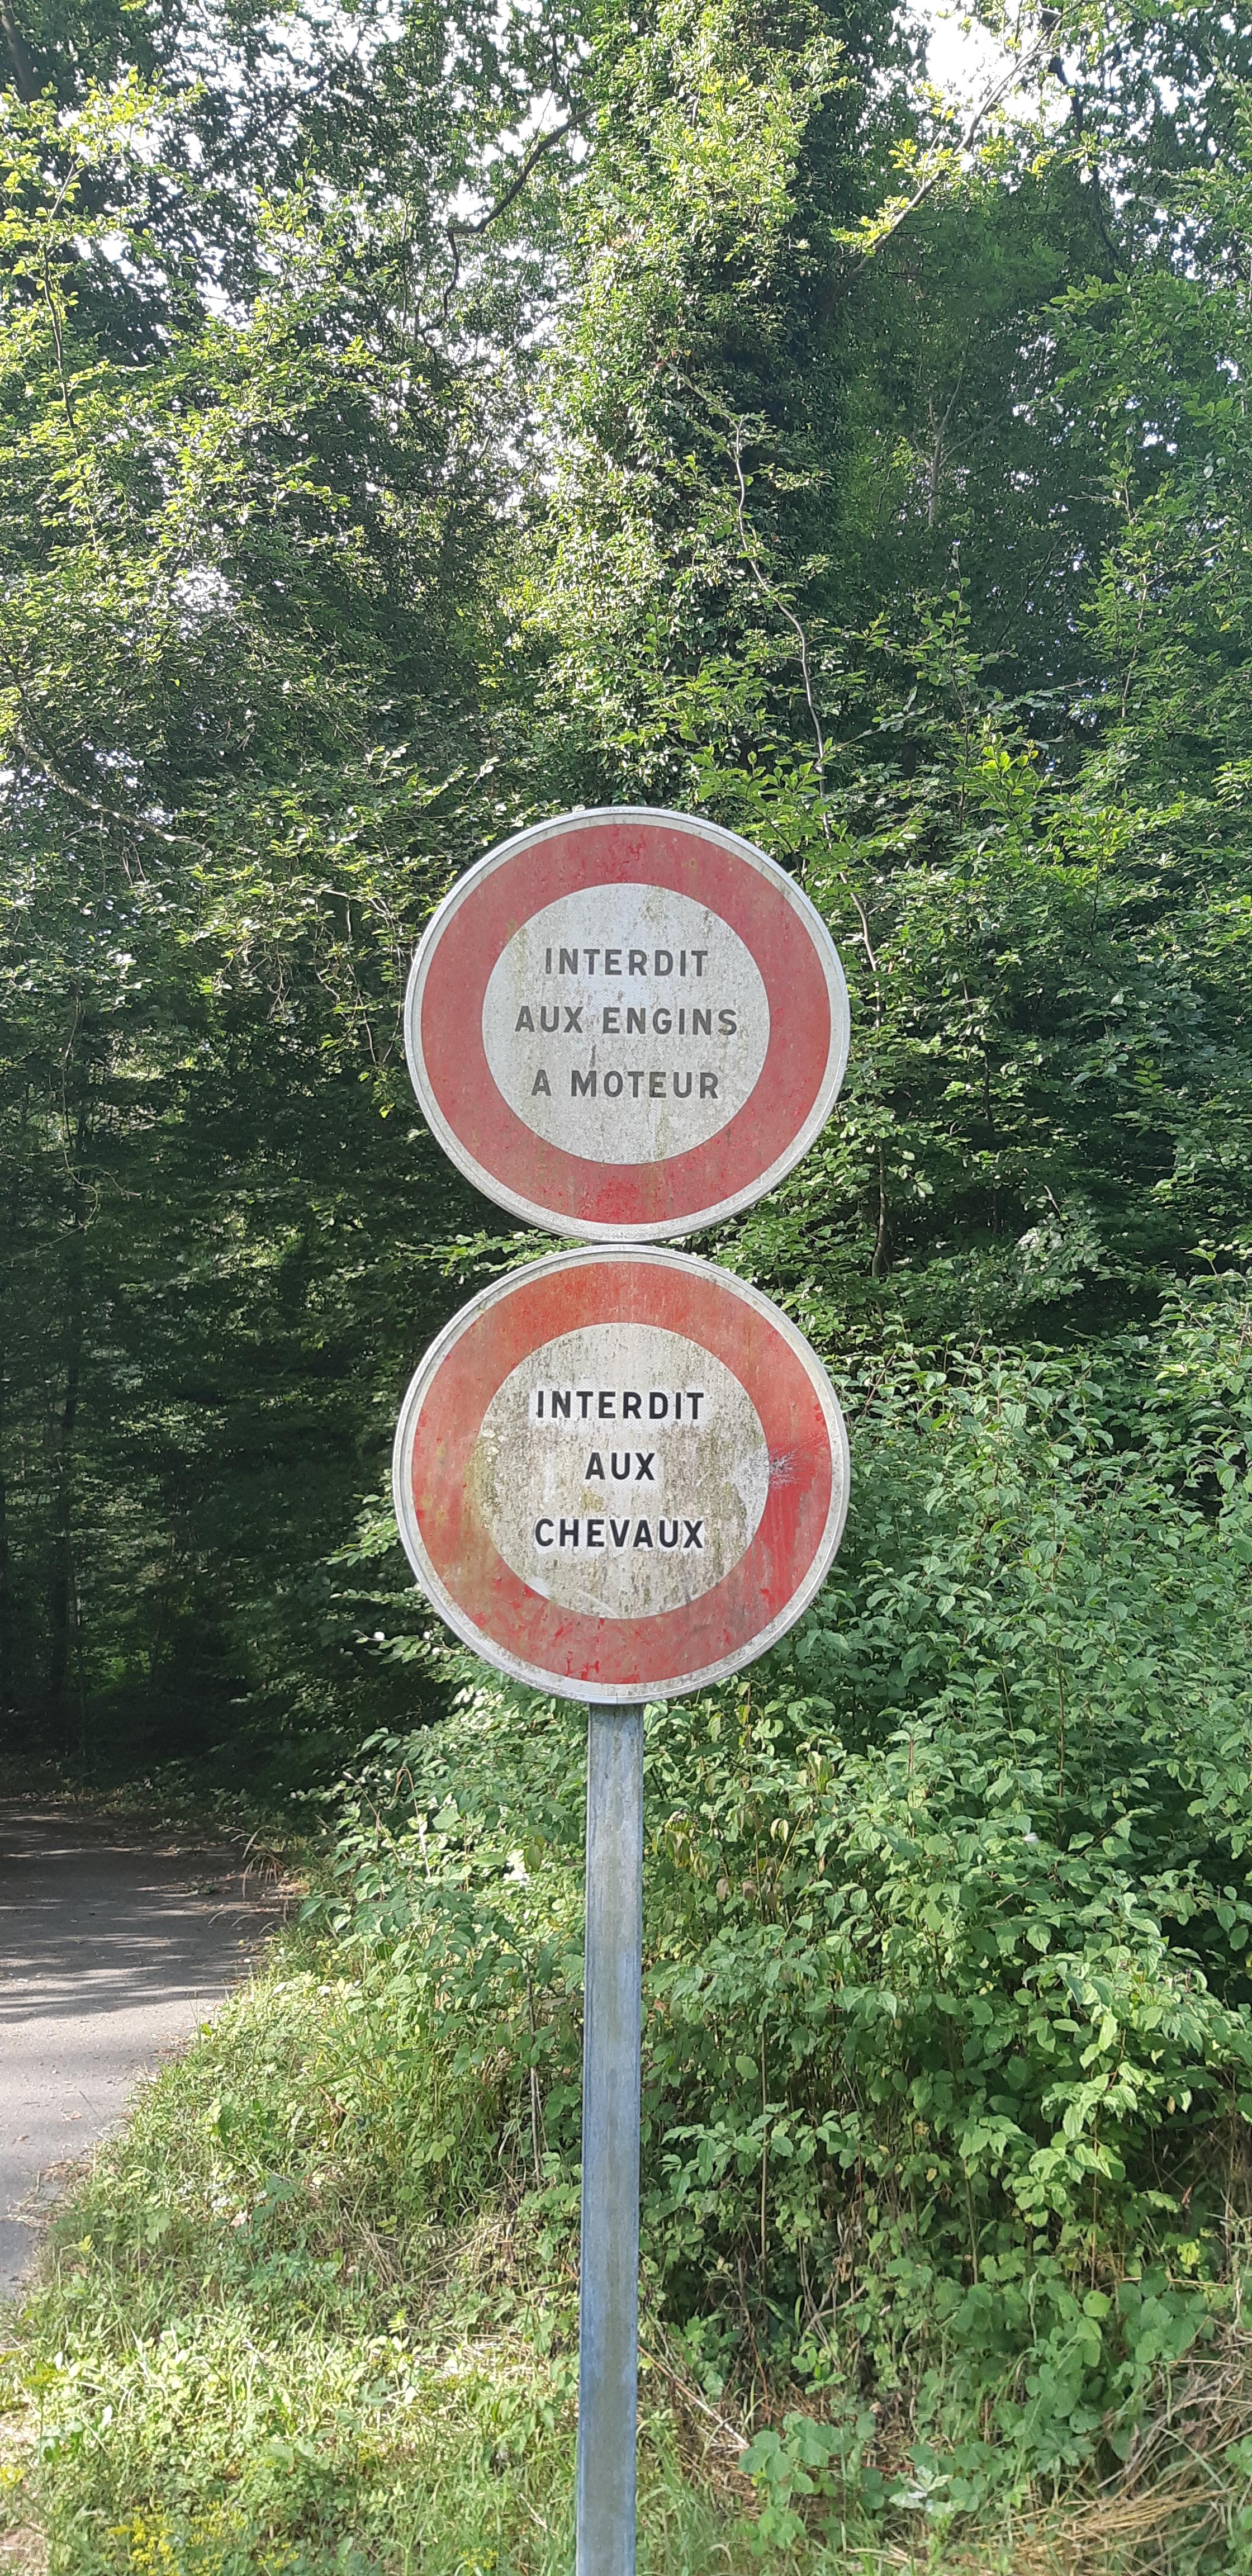 INTERDIT
AUX ENGINS
A MOTEUR
INTERDIT
AUX
CHEVAUX